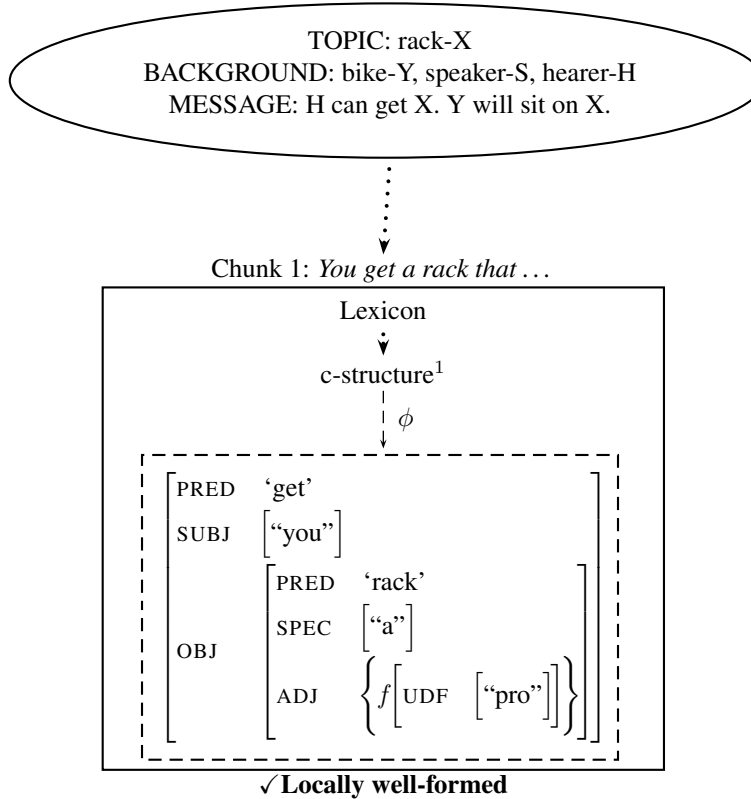 TOPIC: rack-X
BACKGROUND: bike-Y, speaker-S, hearer-H
MESSAGE: H can get X. Y will sit on X.
Chunk 1: You get a rack that . . .
Lexicon
c-structure¹
ϕ
PRED ‘get’
SUBJ [“you”]
OBJ
PRED ‘rack’
SPEC [“a”]
ADJ {f[UDF [“pro”]]}
✓Locally well-formed